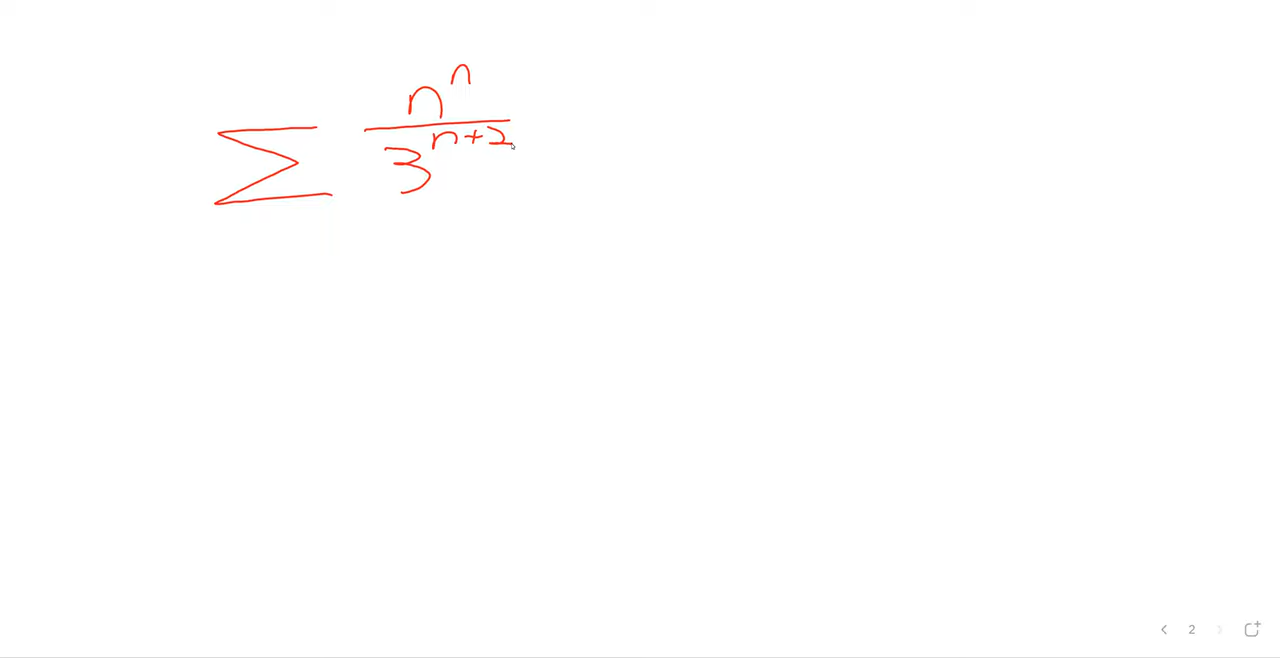 ∑ n^n / 3^(n+2)
2